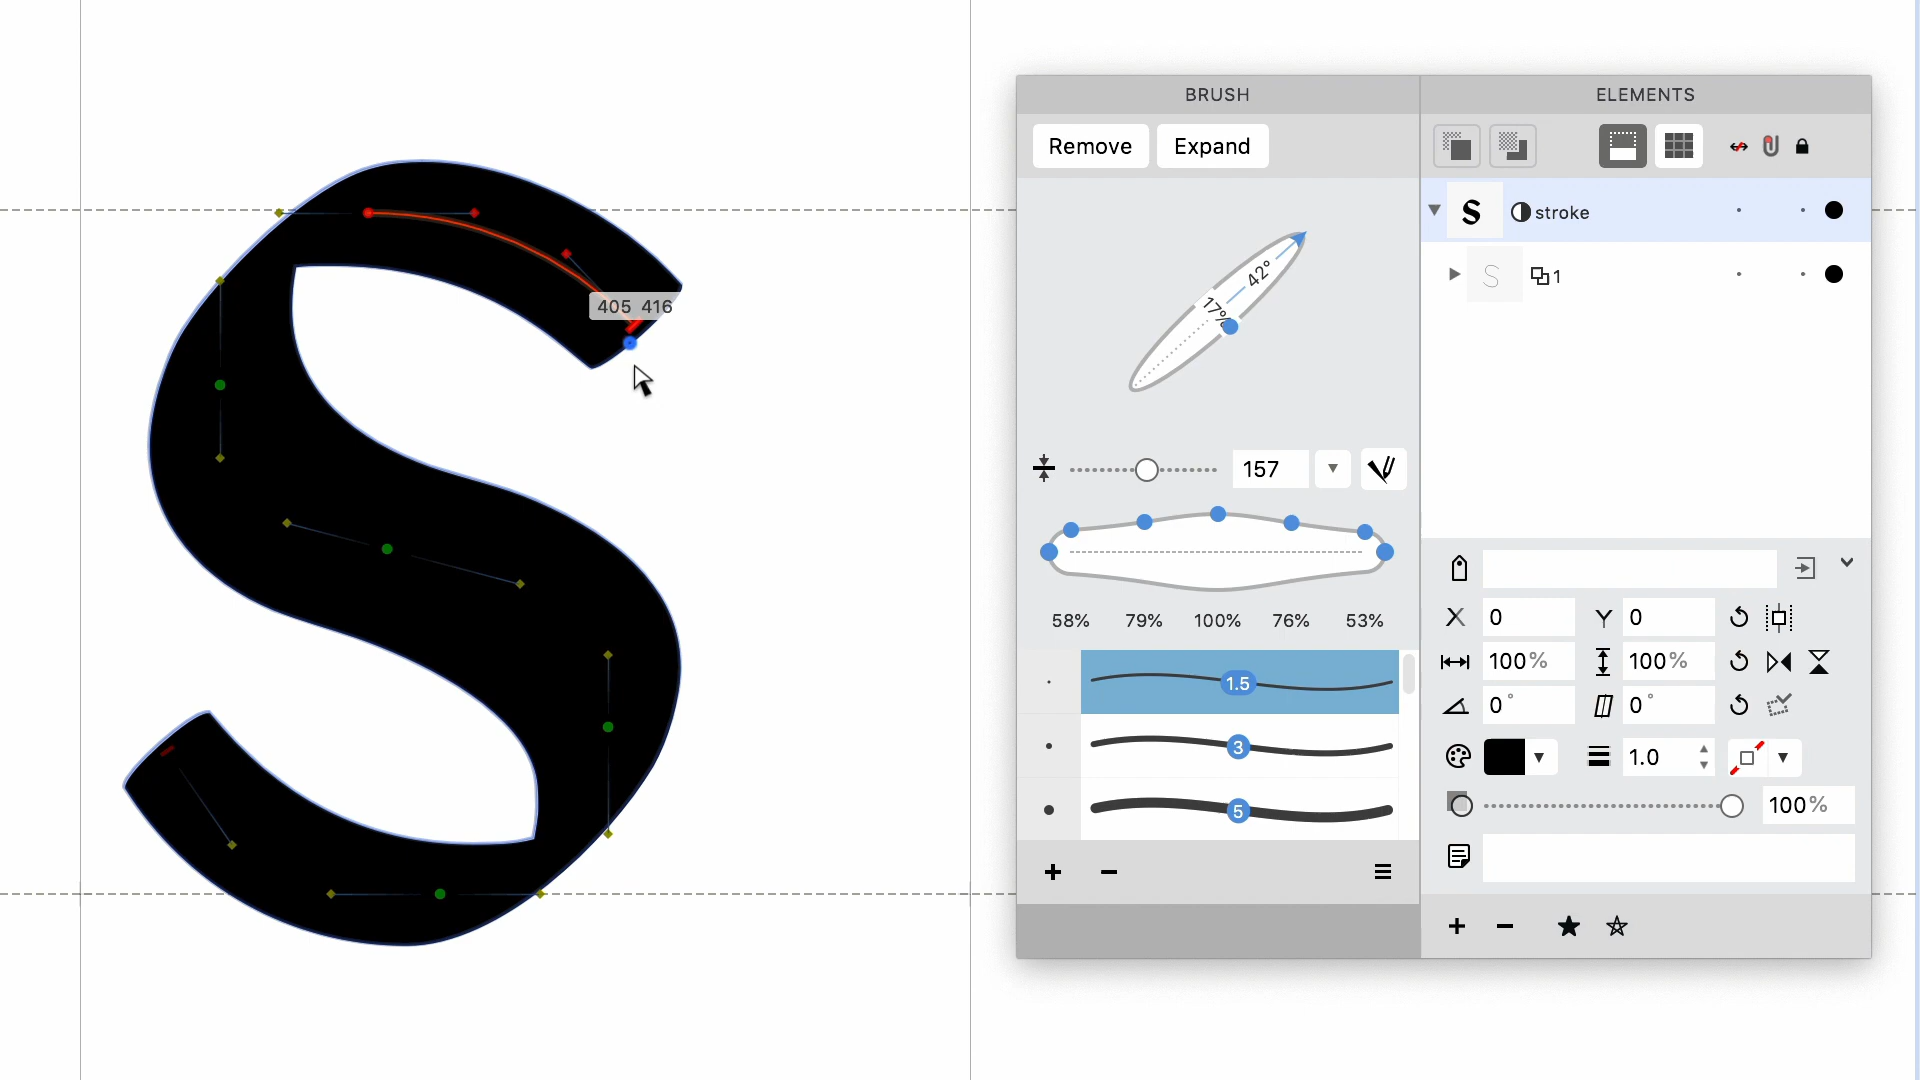 BRUSH
ELEMENTS
Remove
Expand
stroke
1
405 416
17%
42°
157
58% 79% 100% 76% 53%
1.5
3
5
X 0 Y 0
100% 100%
0° 0°
1.0
100%
S